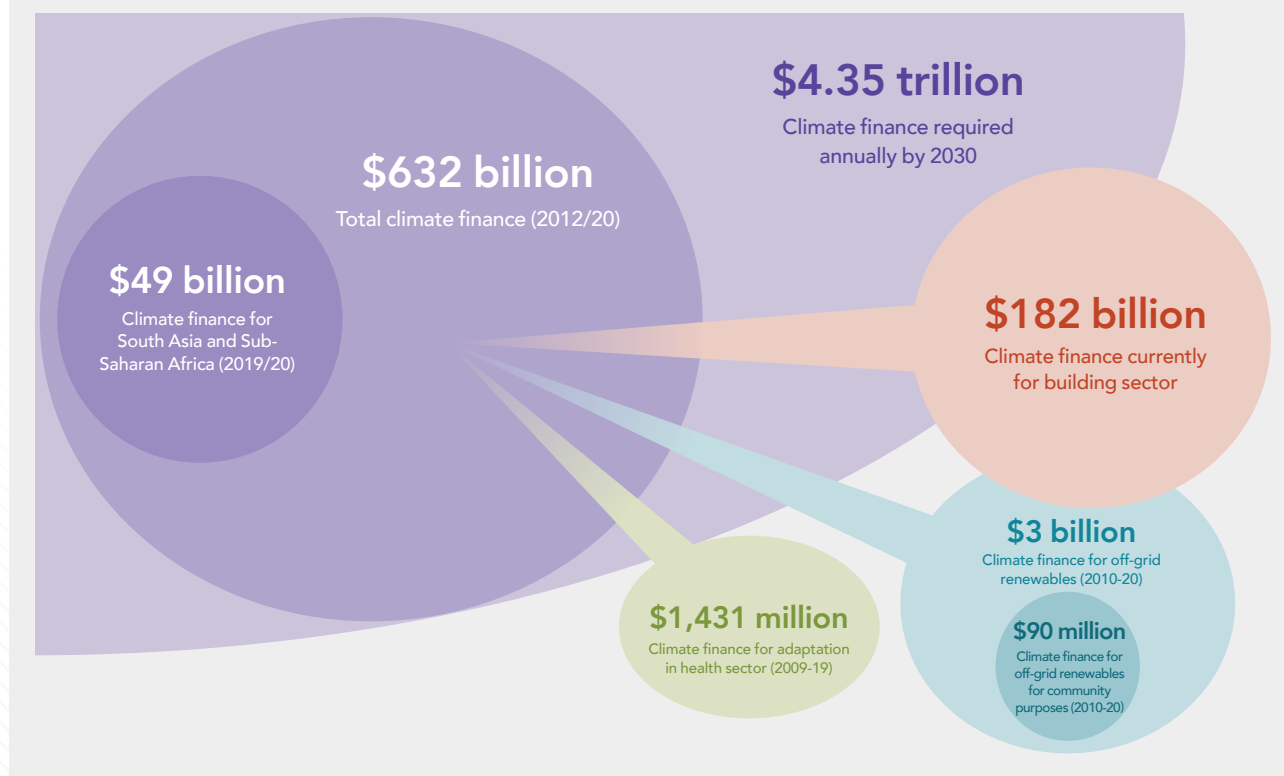 $4.35 trillion
Climate finance required
annually by 2030
$632 billion
Total climate finance (2012/20)
$49 billion
Climate finance for
South Asia and Sub-
Saharan Africa (2019/20)
$182 billion
Climate finance currently
for building sector
$3 billion
Climate finance for off-grid
renewables (2010-20)
$90 million
Climate finance for
off-grid renewables
for community
purposes (2010-20)
$1,431 million
Climate finance for adaptation
in health sector (2009-19)